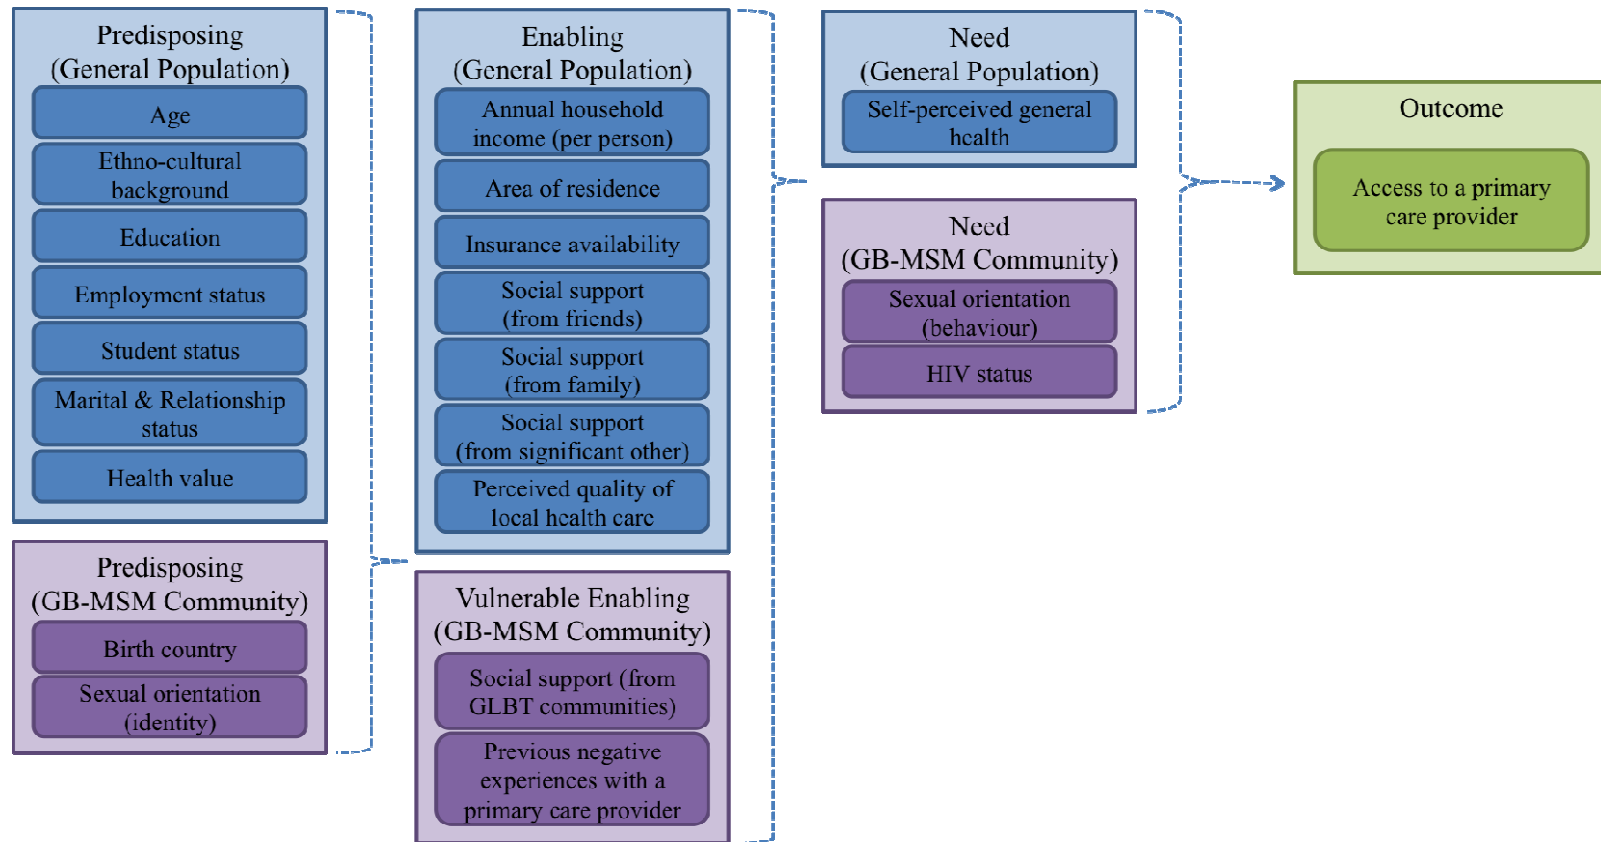 Predisposing
(General Population)
Age
Ethno-cultural
background
Education
Employment status
Student status
Marital & Relationship
status
Health value
Predisposing
(GB-MSM Community)
Birth country
Sexual orientation
(identity)
Enabling
(General Population)
Annual household
income (per person)
Area of residence
Insurance availability
Social support
(from friends)
Social support
(from family)
Social support
(from significant other)
Perceived quality of
local health care
Vulnerable Enabling
(GB-MSM Community)
Social support (from
GLBT communities)
Previous negative
experiences with a
primary care provider
Need
(General Population)
Self-perceived general
health
Need
(GB-MSM Community)
Sexual orientation
(behaviour)
HIV status
Outcome
Access to a primary
care provider